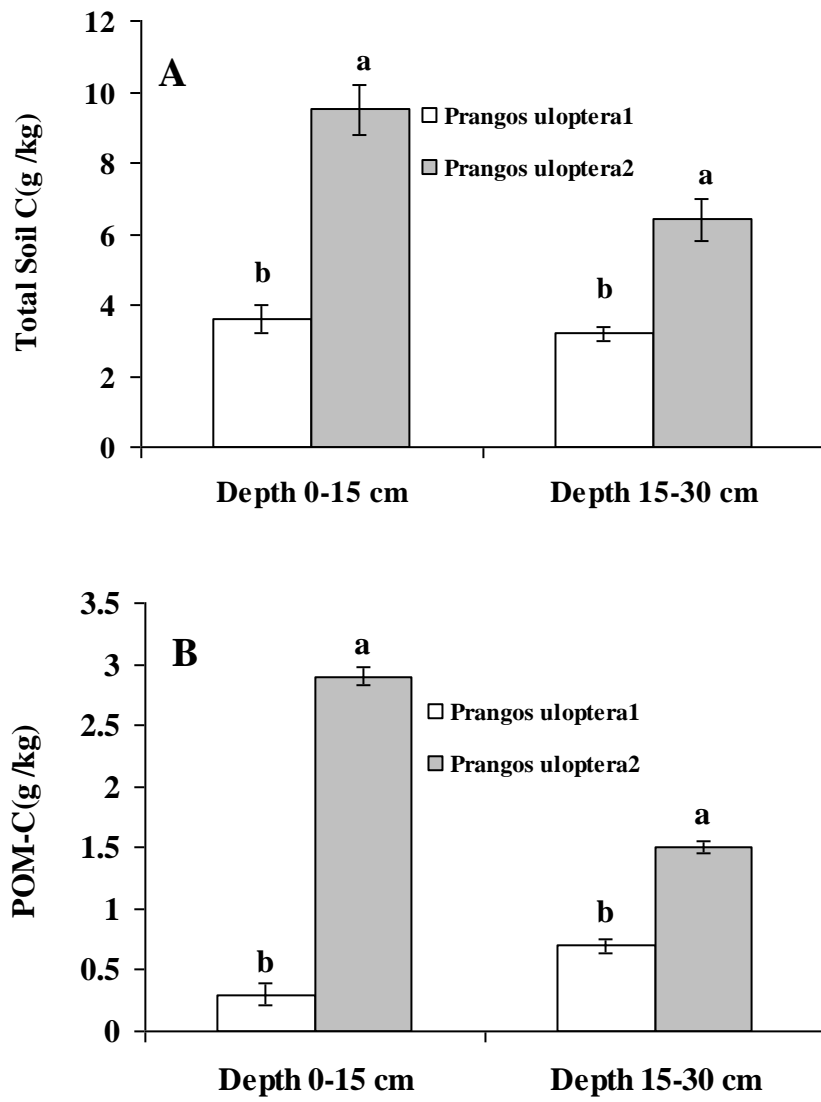 12
10
8
6
4
2
0
Total Soil C(g /kg)
A
a
b
a
b
Prangos uloptera1
Prangos uloptera2
Depth 0-15 cm
Depth 15-30 cm
3.5
3
2.5
2
1.5
1
0.5
0
POM-C(g /kg)
B
a
b
a
b
Prangos uloptera1
Prangos uloptera2
Depth 0-15 cm
Depth 15-30 cm